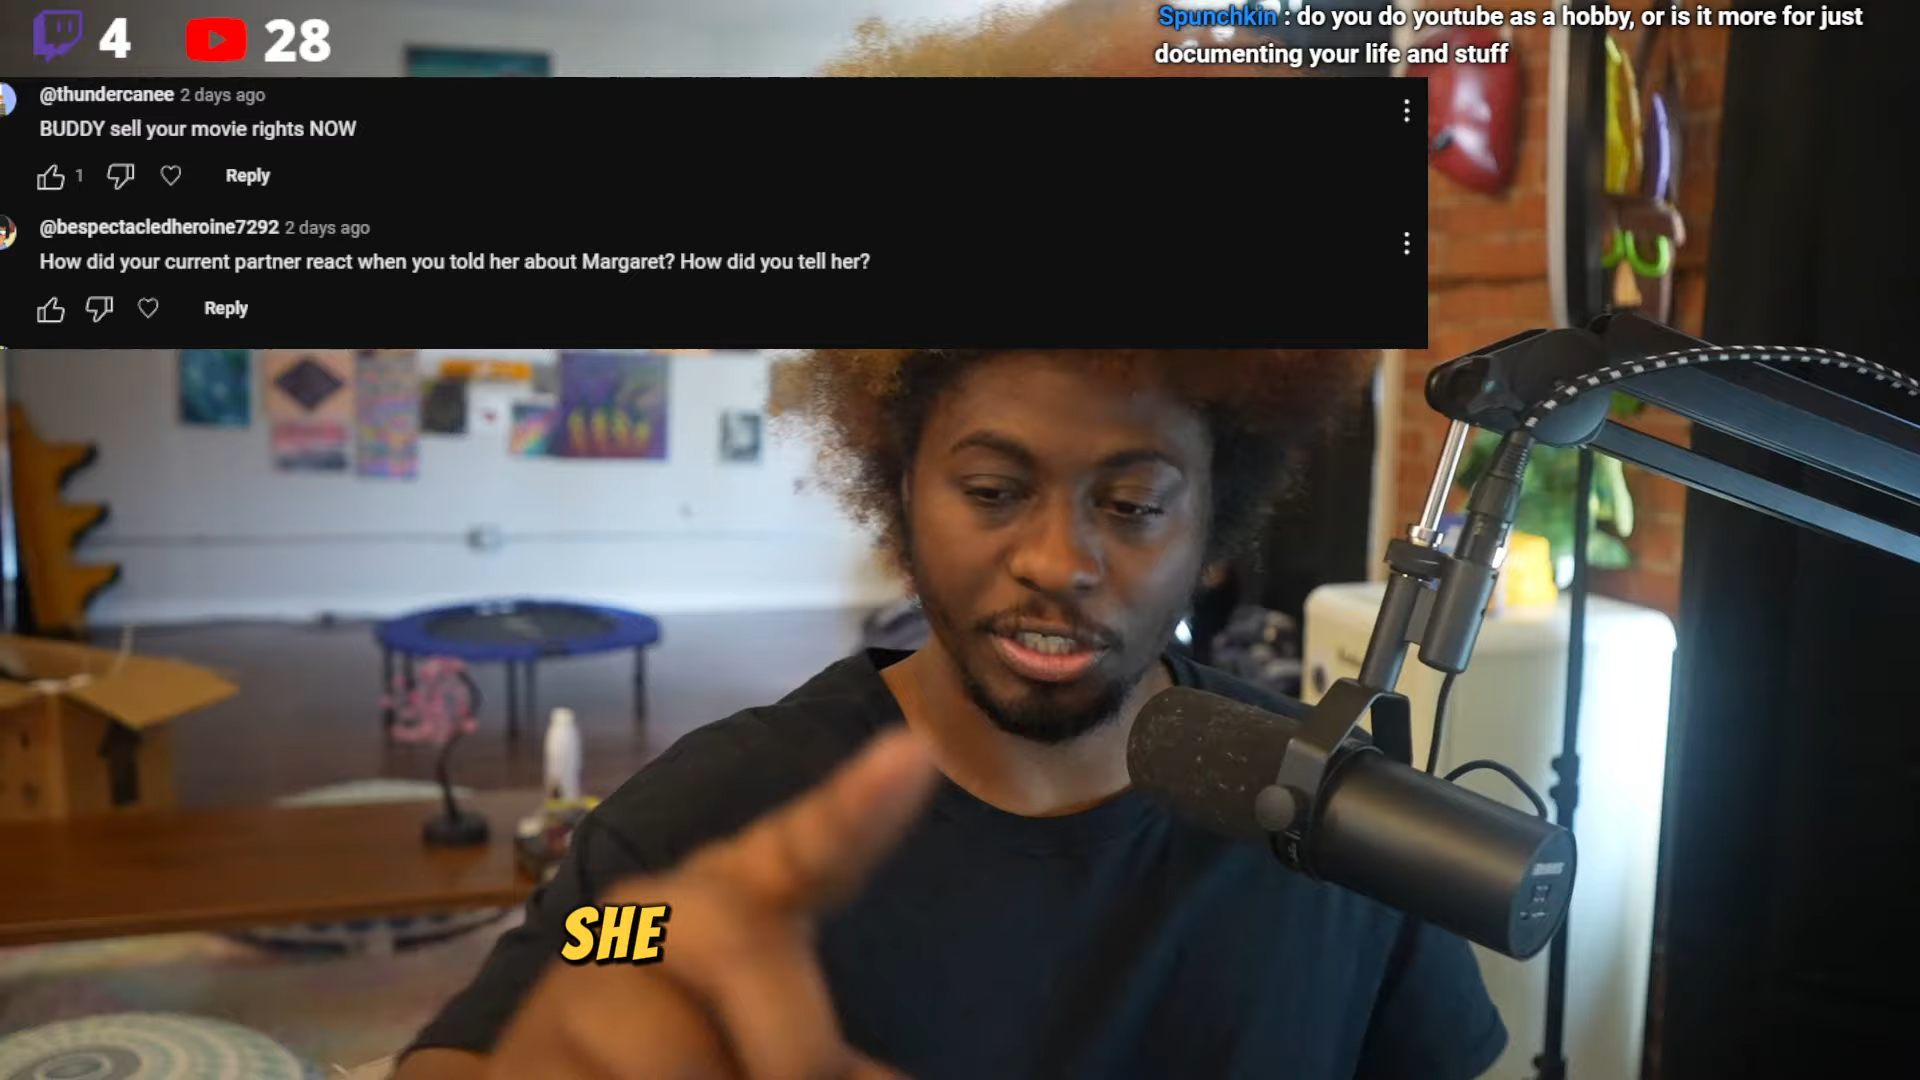 4
28
Spunchkin : do you do youtube as a hobby, or is it more for just
documenting your life and stuff
@thundercanee 2 days ago
BUDDY sell your movie rights NOW
1
Reply
@bespectacledheroine7292 2 days ago
How did your current partner react when you told her about Margaret? How did you tell her?
Reply
SHE